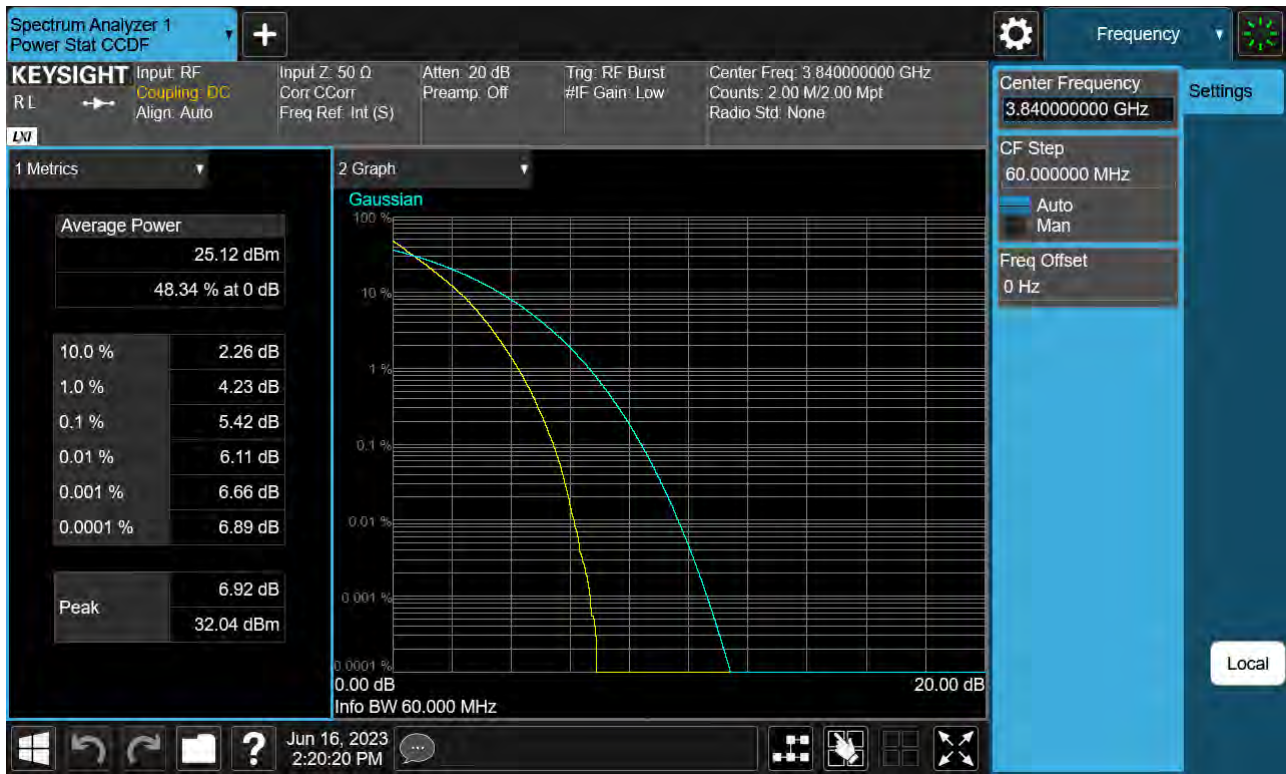 Spectrum Analyzer 1
Power Stat CCDF
Frequency
KEYSIGHT
RL
LXI
Input: RF
Coupling: DC
Align: Auto
Input Z: 50 Ω
Corr CCorr
Freq Ref: Int (S)
Atten: 20 dB
Preamp: Off
Trig: RF Burst
#IF Gain: Low
Center Freq: 3.840000000 GHz
Counts: 2.00 M/2.00 Mpt
Radio Std: None
Center Frequency
3.840000000 GHz
Settings
CF Step
60.000000 MHz
Auto
Man
Freq Offset
0 Hz
1 Metrics
Average Power
25.12 dBm
48.34 % at 0 dB
10.0 % 2.26 dB
1.0 % 4.23 dB
0.1 % 5.42 dB
0.01 % 6.11 dB
0.001 % 6.66 dB
0.0001 % 6.89 dB
Peak
6.92 dB
32.04 dBm
2 Graph
Gaussian
100 %
10 %
1 %
0.1 %
0.01 %
0.001 %
0.0001 %
0.00 dB 20.00 dB
Info BW 60.000 MHz
Local
?
Jun 16, 2023
2:20:20 PM